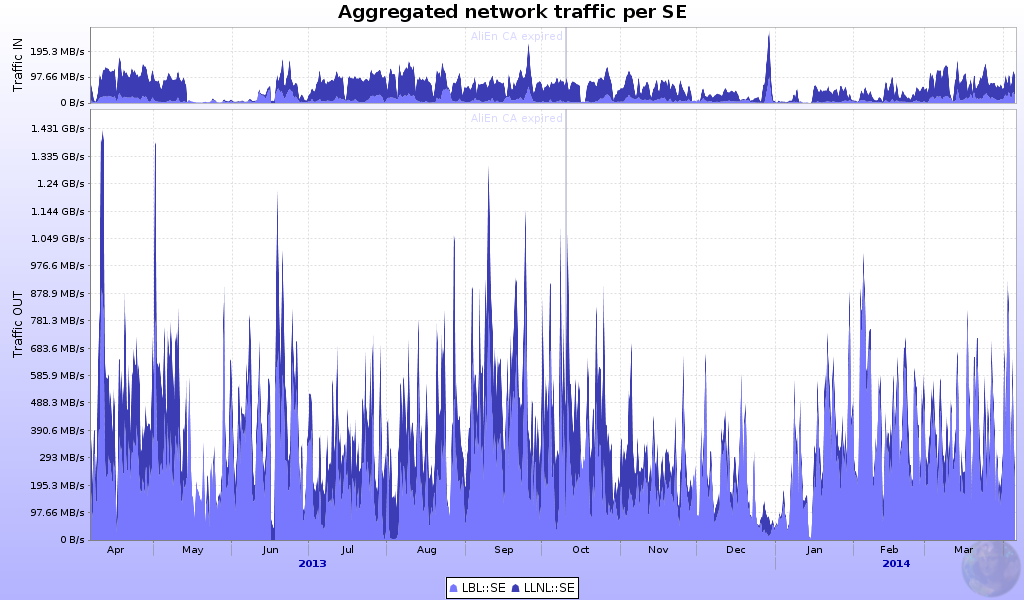 Aggregated network traffic per SE
Traffic IN
195.3 MB/s
97.66 MB/s
0 B/s
AliEn CA expired
Traffic OUT
1.431 GB/s
1.335 GB/s
1.24 GB/s
1.144 GB/s
1.049 GB/s
976.6 MB/s
878.9 MB/s
781.3 MB/s
683.6 MB/s
585.9 MB/s
488.3 MB/s
390.6 MB/s
293 MB/s
195.3 MB/s
97.66 MB/s
0 B/s
AliEn CA expired
Apr May Jun Jul Aug Sep Oct Nov Dec Jan Feb Mar
2013 2014
LBL::SE LLNL::SE